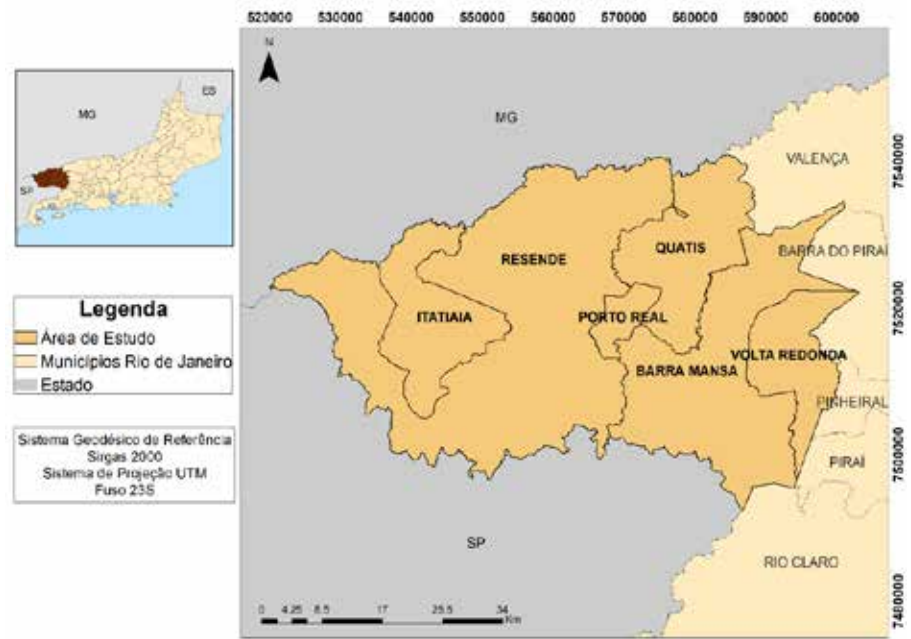 520000 530000 540000 550000 560000 570000 580000 590000 600000
N
MG
ES
SP
MG
VALENÇA
7540000
RESENDE
QUATIS
BARRA DO PIRAÍ
Legenda
Área de Estudo
Municípios Rio de Janeiro
Estado
ITATIAIA
PORTO REAL
7520000
BARRA MANSA
VOLTA REDONDA
PINHEIRAL
Sistema Geodésico de Referência
Sirgas 2000
Sistema de Projeção UTM
Fuso 23S
PIRAÍ
7500000
SP
RIO CLARO
0 4.25 8.5 17 25.5 34
Km
7480000